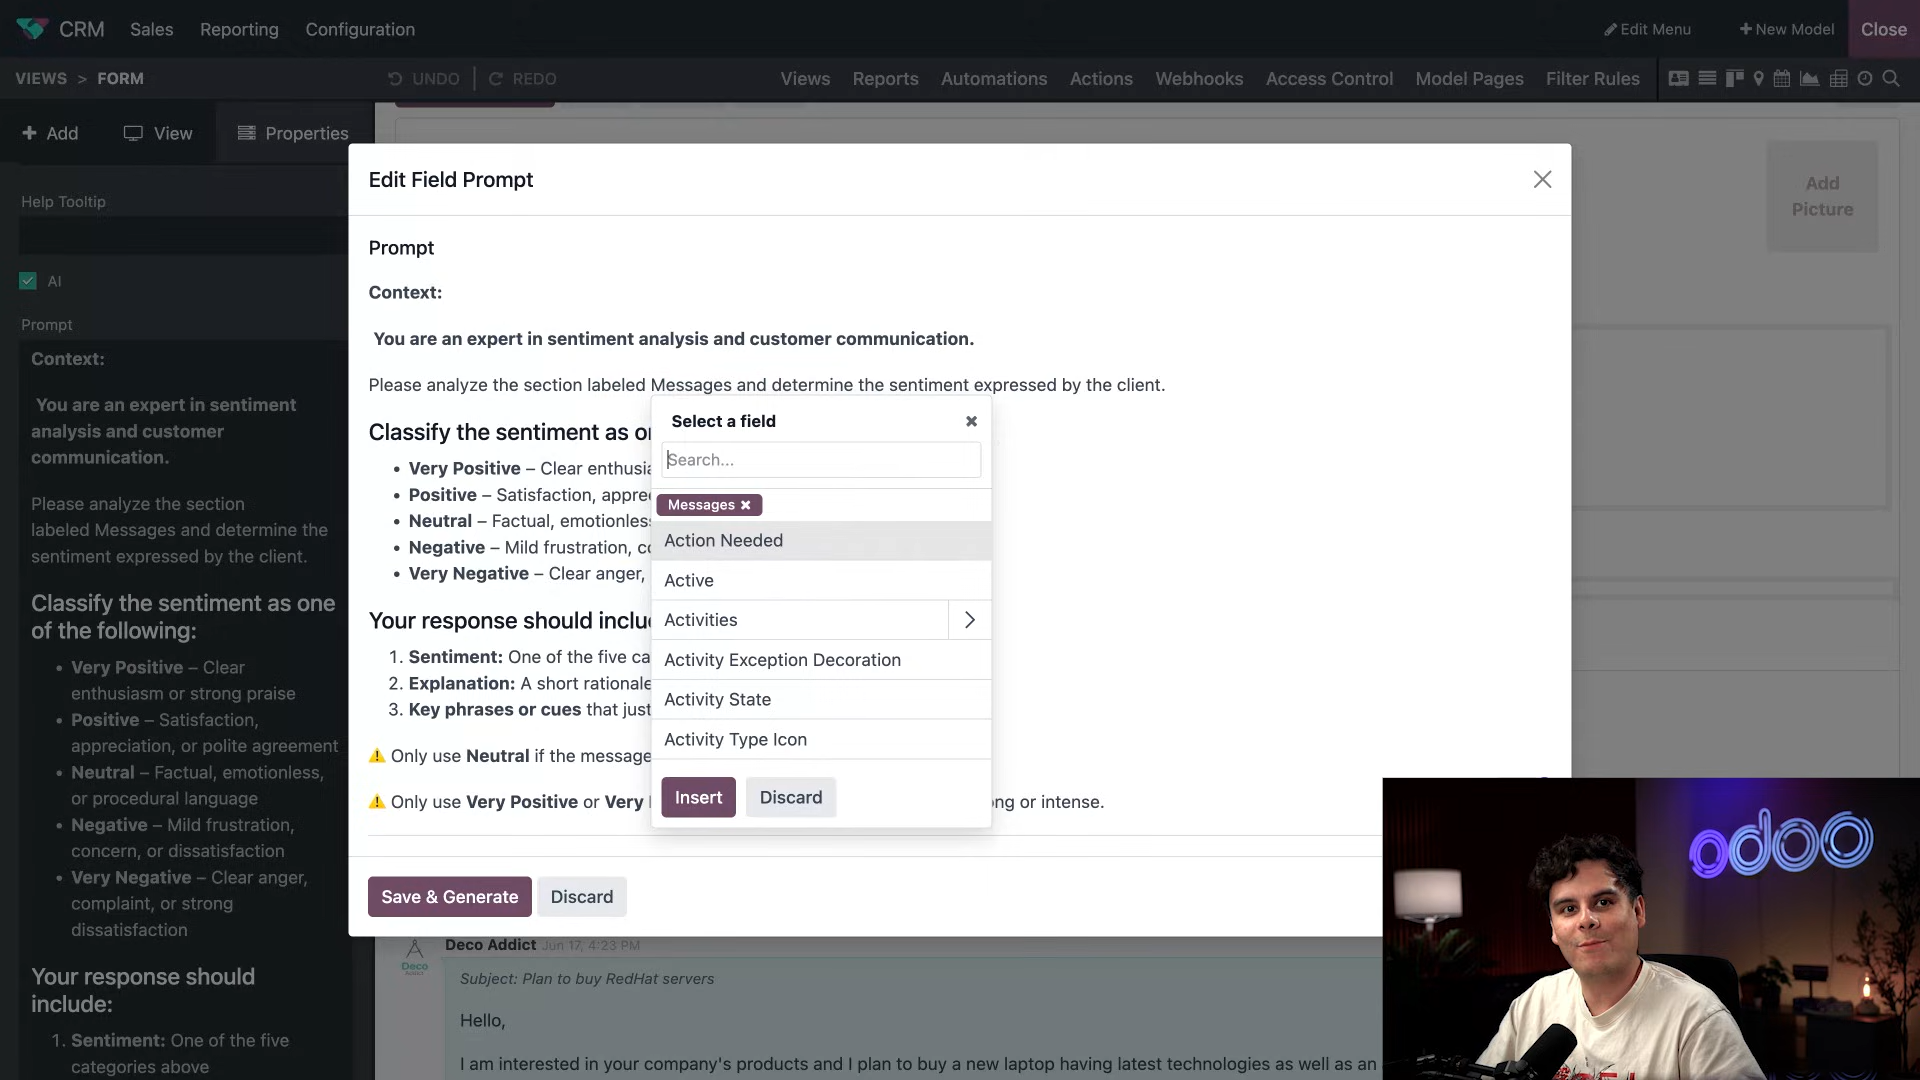 CRM Sales Reporting Configuration Edit Menu New Model Close
VIEWS > FORM UNDO REDO Views Reports Automations Actions Webhooks Access Control Model Pages Filter Rules
Add View Properties
Help Tooltip
AI
Prompt
Context:
You are an expert in sentiment
analysis and customer
communication.
Please analyze the section
labeled Messages and determine the
sentiment expressed by the client.
Classify the sentiment as one
of the following:
• Very Positive – Clear
enthusiasm or strong praise
• Positive – Satisfaction,
appreciation, or polite agreement
• Neutral – Factual, emotionless,
or procedural language
• Negative – Mild frustration,
concern, or dissatisfaction
• Very Negative – Clear anger,
complaint, or strong
dissatisfaction
Your response should
include:
1. Sentiment: One of the five
categories above
Add
Picture
Edit Field Prompt
Prompt
Context:
You are an expert in sentiment analysis and customer communication.
Please analyze the section labeled Messages and determine the sentiment expressed by the client.
Classify the sentiment as
• Very Positive – Clear
• Positive – Satisfaction,
• Neutral – Factual,
• Negative – Mild frustration,
• Very Negative – Clear anger,
Your response should
1. Sentiment: One of the five
2. Explanation: A short rationale
3. Key phrases or cues that
Only use Neutral if the message
Only use Very Positive or Very or intense.
Select a field
Search...
Messages
Action Needed
Active
Activities
Activity Exception Decoration
Activity State
Activity Type Icon
Insert Discard
Save & Generate Discard
Deco Addict Jun 17, 4:23 PM
Deco
Subject: Plan to buy RedHat servers
Hello,
I am interested in your company's products and I plan to buy a new laptop having latest technologies as well as an
odoo